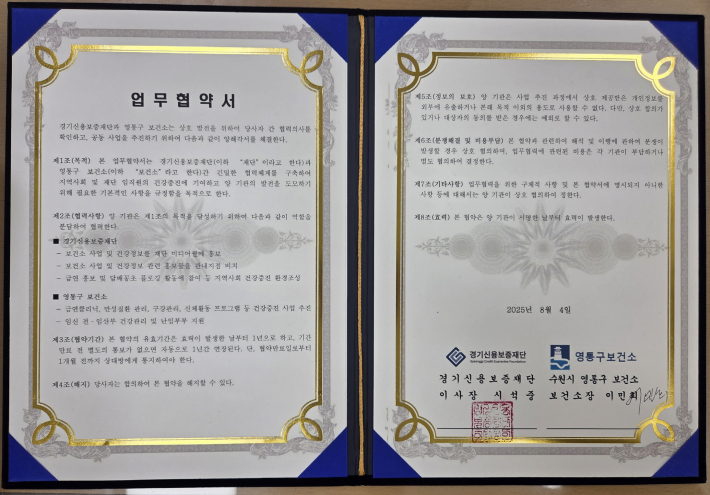 업무협약서
경기신용보증재단과 영통구 보건소는 상호 발전을 위하여 당사자 간 협력의사를
확인하고, 공동 사업을 추진하기 위하여 다음과 같이 양해각서를 체결한다.
제1조(목적) 본 업무협약서는 경기신용보증재단(이하 "재단"이라고 한다)과
영통구 보건소(이하 "보건소"라고 한다)간 긴밀한 협력체계를 구축하여
지역사회 및 재단 임직원의 건강증진에 기여하고 양 기관의 발전을 도모하기
위해 필요한 기본적인 사항을 규정함을 목적으로 한다.
제2조(협력사항) 양 기관은 제1조의 목적을 달성하기 위하여 다음과 같이 역할을
분담하여 협력한다.
■ 경기신용보증재단
- 보건소 사업 및 건강정보를 재단 미디어월에 홍보
- 보건소 사업 및 건강정보 관련 홍보물을 관내지점 비치
- 금연 홍보 및 담배꽁초 플로깅 활동에 참여 등 지역사회 건강증진 환경조성
■ 영통구 보건소
- 금연클리닉, 만성질환 관리, 구강관리, 신체활동 프로그램 등 건강증진 사업 추진
- 임신 전·임산부 건강관리 및 난임부부 지원
제3조(협약기간) 본 협약의 유효기간은 효력이 발생한 날부터 1년으로 하고, 기간
만료 전 별도의 통보가 없으면 자동으로 1년간 연장된다. 단, 협약만료일로부터
1개월 전까지 상대방에게 통지하여야 한다.
제4조(해지) 당사자는 합의하여 본 협약을 해지할 수 있다.
제5조(정보의 보호) 양 기관은 사업 추진 과정에서 상호 제공받은 개인정보를
외부에 유출하거나 본래 목적 이외의 용도로 사용할 수 없다. 다만, 상호 합의가
있거나 대상자의 동의를 받은 경우에는 예외로 할 수 있다.
제6조(분쟁해결 및 비용부담) 본 협약과 관련하여 해석 및 이행에 관하여 분쟁이
발생할 경우 상호 협의하며, 업무협약에 관련된 비용은 각 기관이 부담하거나
별도 협의하여 결정한다.
제7조(기타사항) 업무협약을 위한 구체적 사항 및 본 협약서에 명시되지 아니한
사항 등에 대해서는 양 기관이 상호 협의하여 정한다.
제8조(효력) 본 협약은 양 기관이 서명한 날부터 효력이 발생한다.
2025년 8월 4일
경기신용보증재단 영통구보건소
경기신용보증재단 수원시 영통구 보건소
이사장 시석중 보건소장 이민희